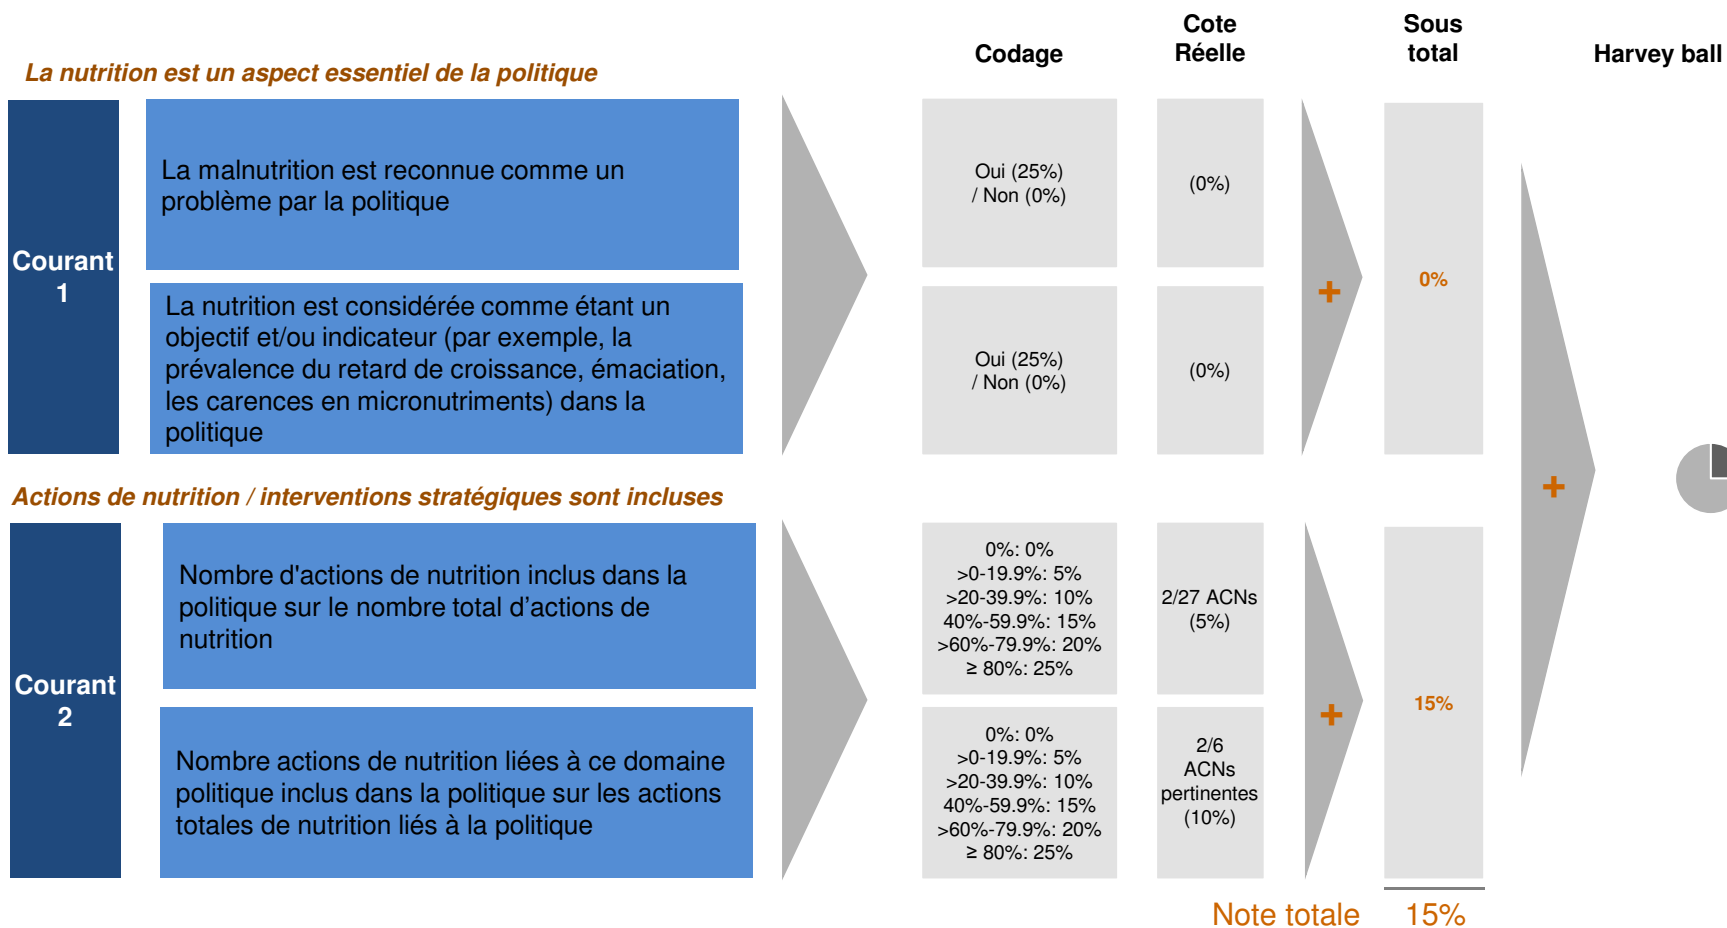 Codage
Cote
Réelle
Sous
total
Harvey ball
La nutrition est un aspect essentiel de la politique
Courant
1
La malnutrition est reconnue comme un
problème par la politique
Oui (25%)
/ Non (0%)
(0%)
La nutrition est considérée comme étant un
objectif et/ou indicateur (par exemple, la
prévalence du retard de croissance, émaciation,
les carences en micronutriments) dans la
politique
Oui (25%)
/ Non (0%)
(0%)
+
0%
+
Actions de nutrition / interventions stratégiques sont incluses
Courant
2
Nombre d'actions de nutrition inclus dans la
politique sur le nombre total d’actions de
nutrition
0%: 0%
>0-19.9%: 5%
>20-39.9%: 10%
40%-59.9%: 15%
>60%-79.9%: 20%
≥ 80%: 25%
2/27 ACNs
(5%)
Nombre actions de nutrition liées à ce domaine
politique inclus dans la politique sur les actions
totales de nutrition liés à la politique
0%: 0%
>0-19.9%: 5%
>20-39.9%: 10%
40%-59.9%: 15%
>60%-79.9%: 20%
≥ 80%: 25%
2/6
ACNs
pertinentes
(10%)
+
15%
Note totale 15%